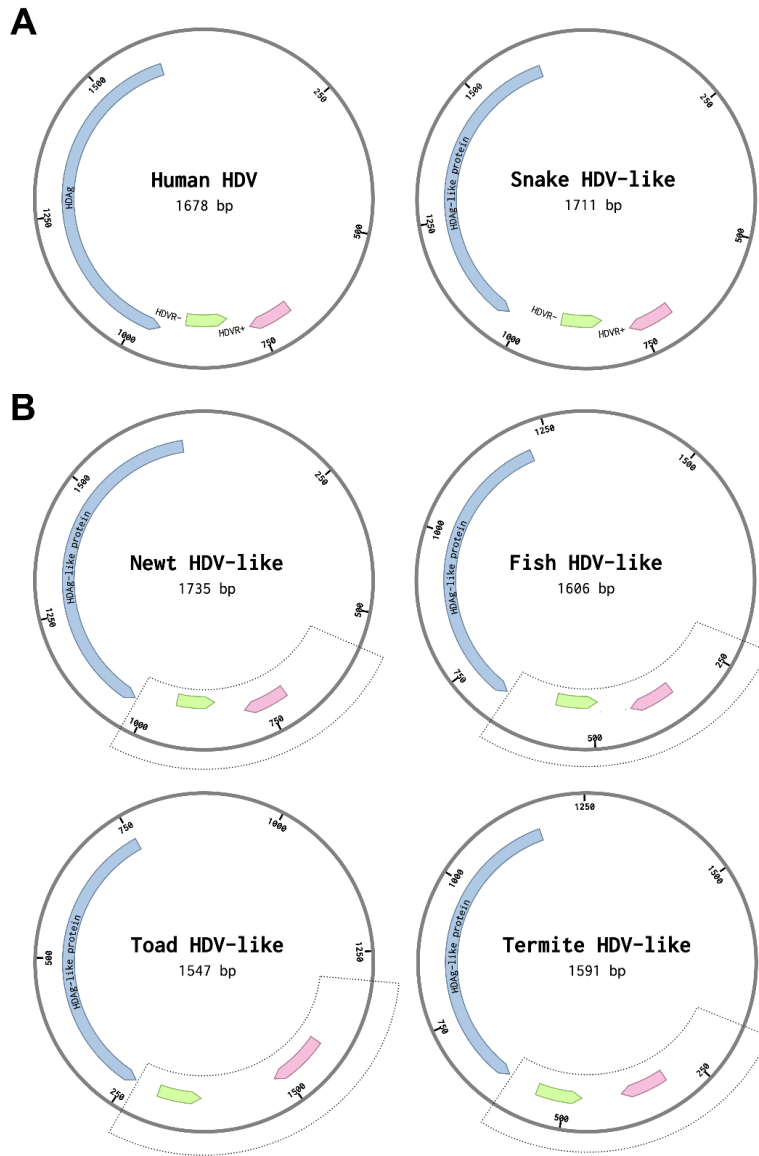 A
Human HDV
1678 bp
250
500
750
1000
1250
1500
HDAg
HDVR-
HDVR+
Snake HDV-like
1711 bp
250
500
750
1000
1250
1500
HDAg-like protein
HDVR-
HDVR+
B
Newt HDV-like
1735 bp
250
500
750
1000
1250
1500
HDAg-like protein
Fish HDV-like
1606 bp
250
500
750
1000
1250
1500
HDAg-like protein
Toad HDV-like
1547 bp
250
500
750
1000
1250
1500
HDAg-like protein
Termite HDV-like
1591 bp
250
500
750
1000
1250
1500
HDAg-like protein